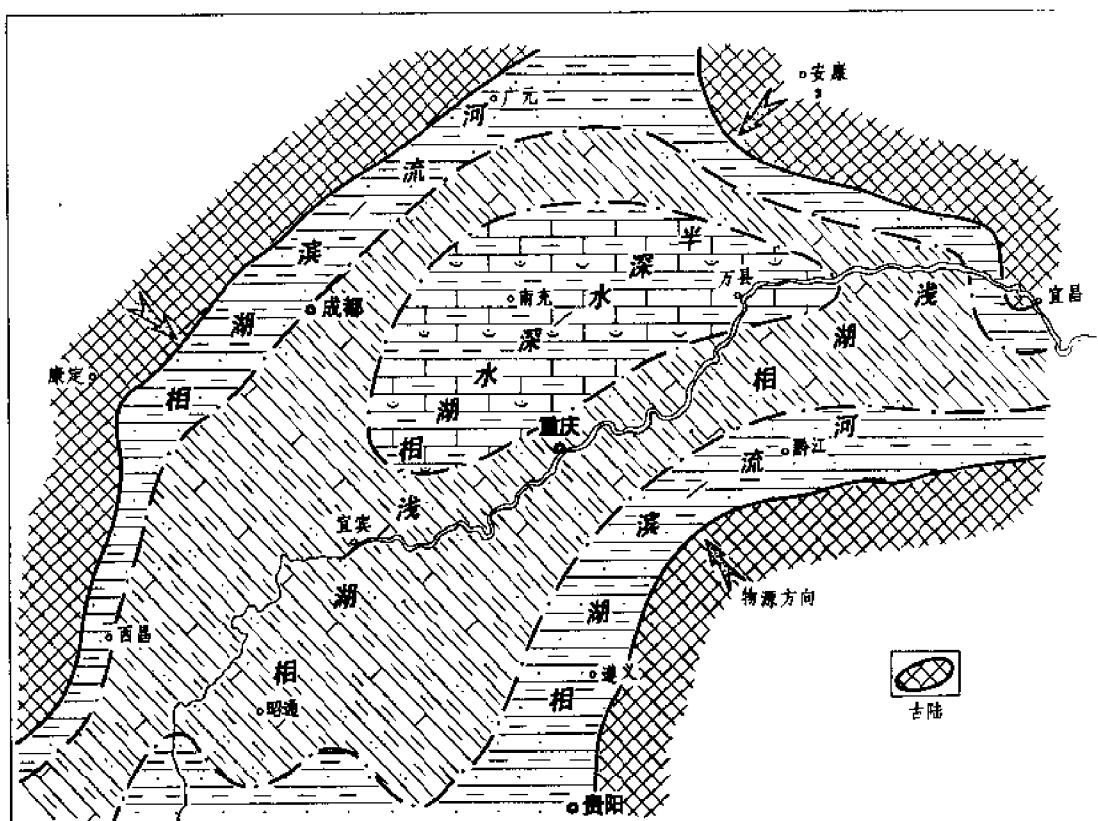 安康
广元
河流滨湖相
半深水深水湖相
万县
南充
宜昌
成都
浅湖相
康定
重庆
河流滨湖相
黔江
宜宾
浅湖相
物源方向
西昌
遵义
昭通
古陆
贵阳